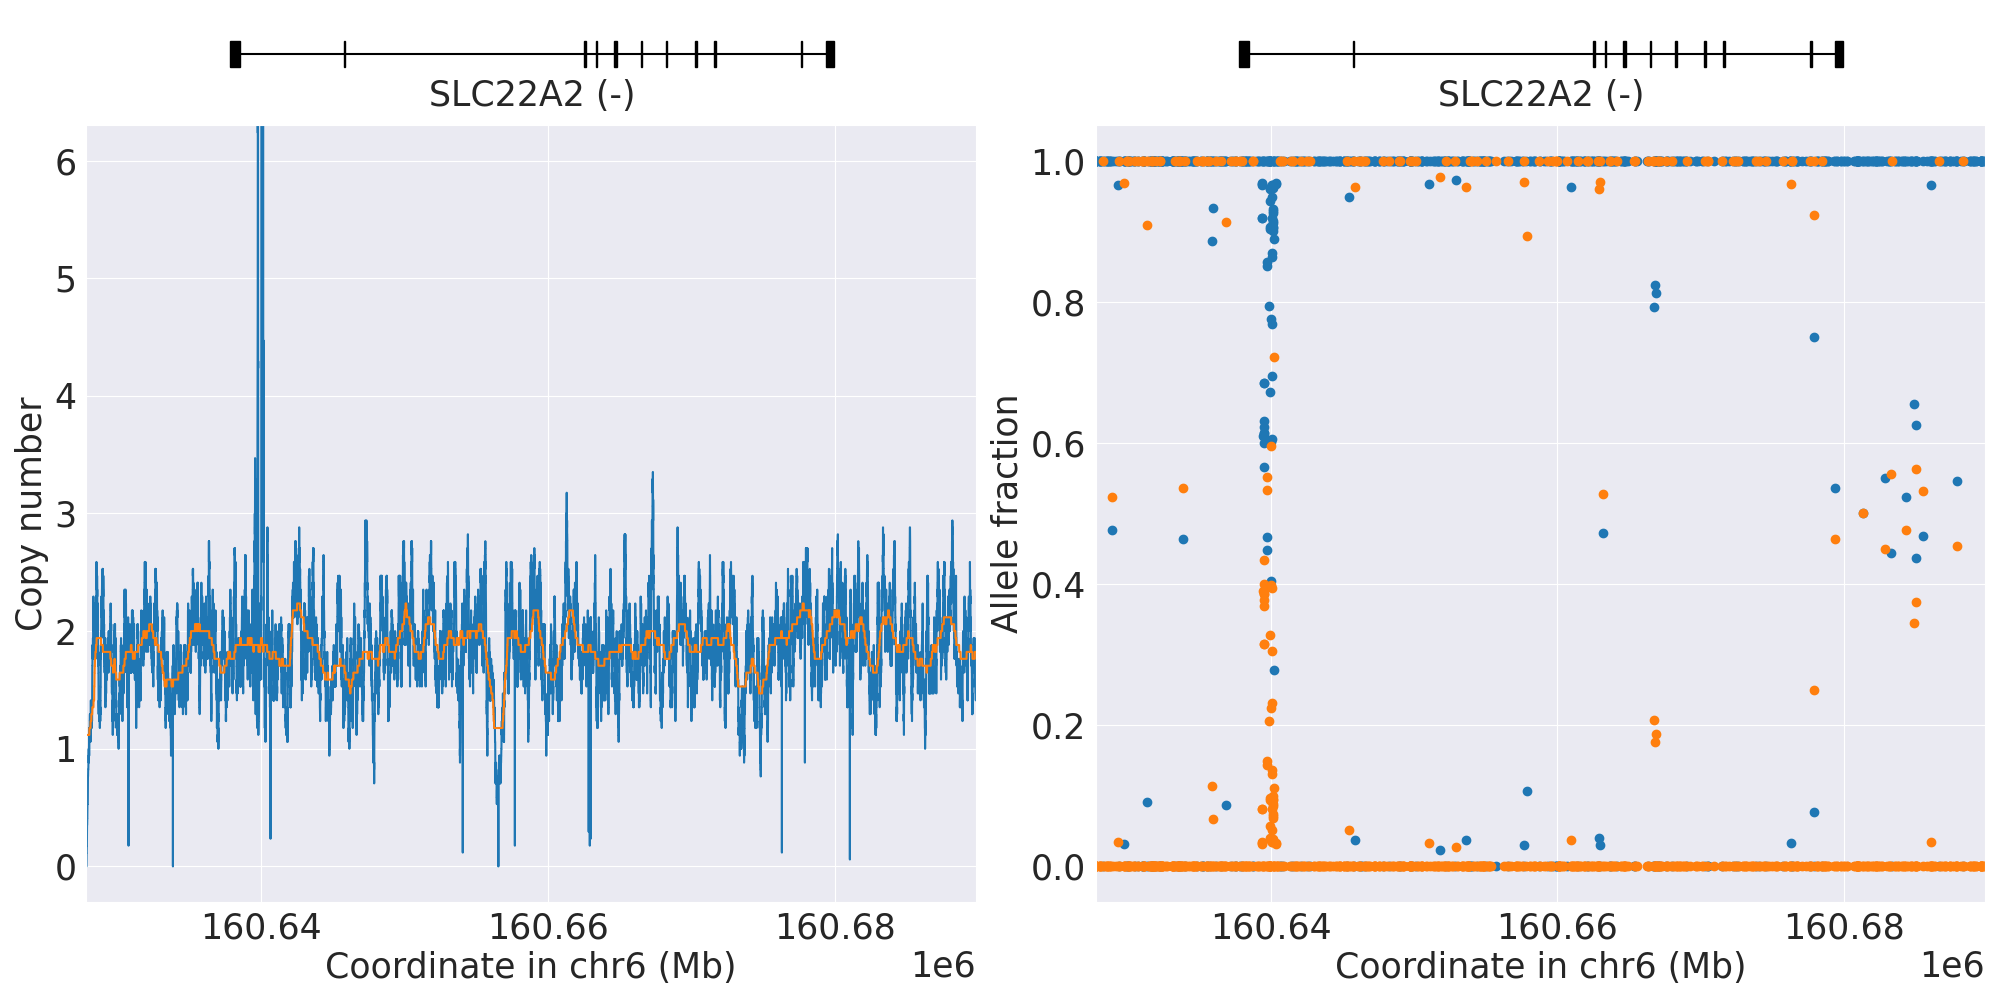 SLC22A2 (-)
6
5
4
3
2
1
0
Copy number
160.64
160.66
160.68
Coordinate in chr6 (Mb)
1e6
SLC22A2 (-)
1.0
0.8
0.6
0.4
0.2
0.0
Allele fraction
160.64
160.66
160.68
Coordinate in chr6 (Mb)
1e6